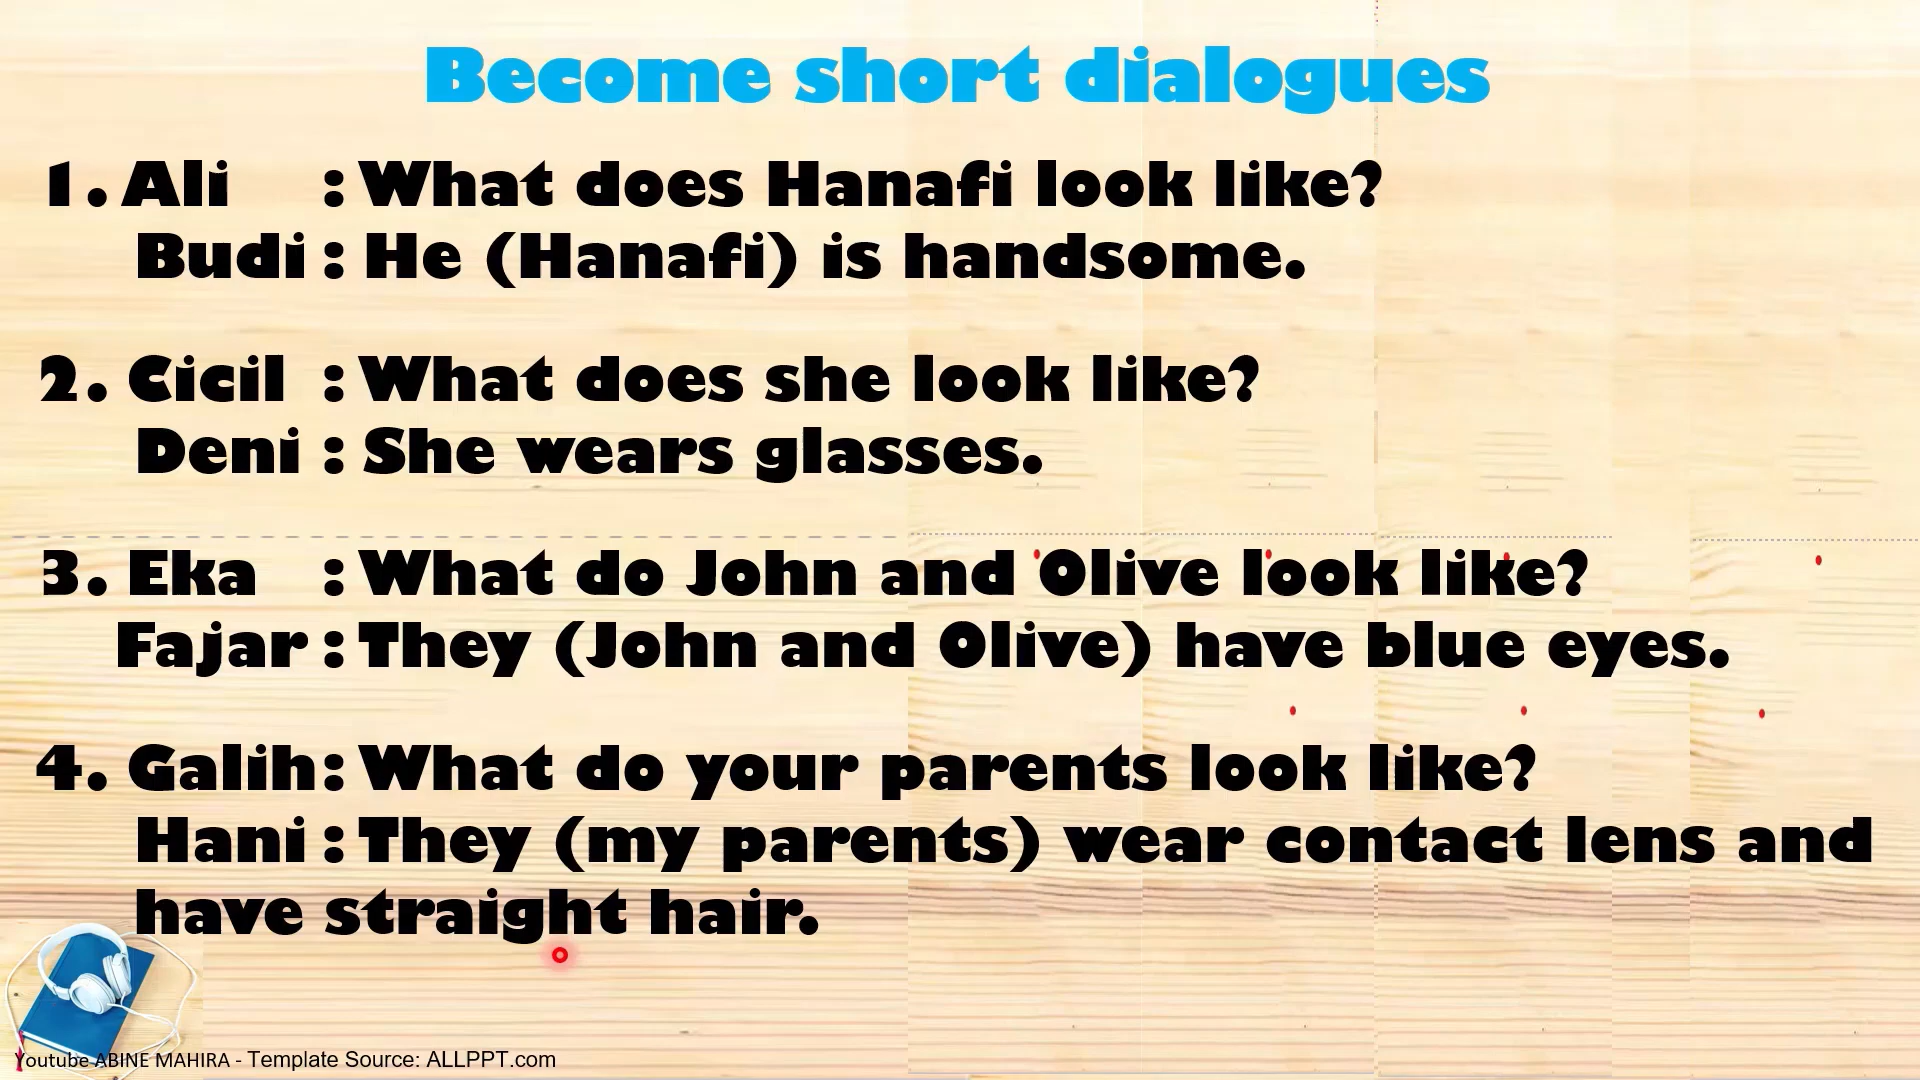 Become short dialogues
1. Ali : What does Hanafi look like?
Budi : He (Hanafi) is handsome.
2. Cicil : What does she look like?
Deni : She wears glasses.
3. Eka : What do John and Olive look like?
Fajar : They (John and Olive) have blue eyes.
4. Galih : What do your parents look like?
Hani : They (my parents) wear contact lens and
have straight hair.
Youtube ABINE MAHIRA - Template Source: ALLPPT.com